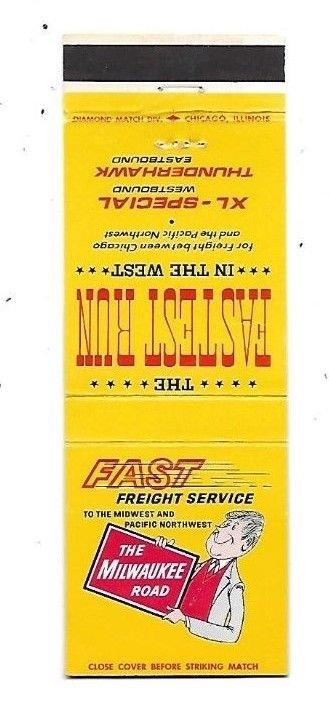 DIAMOND MATCH DIV. CHICAGO, ILLINOIS
★★★★★ THE ★★★★★
FASTEST RUN
★★★ IN THE WEST ★★★
for Freight between Chicago
and the Pacific Northwest
•
XL-SPECIAL
WESTBOUND
THUNDERHAWK
EASTBOUND
FAST
FREIGHT SERVICE
TO THE MIDWEST AND
PACIFIC NORTHWEST
THE
MILWAUKEE
ROAD
CLOSE COVER BEFORE STRIKING MATCH